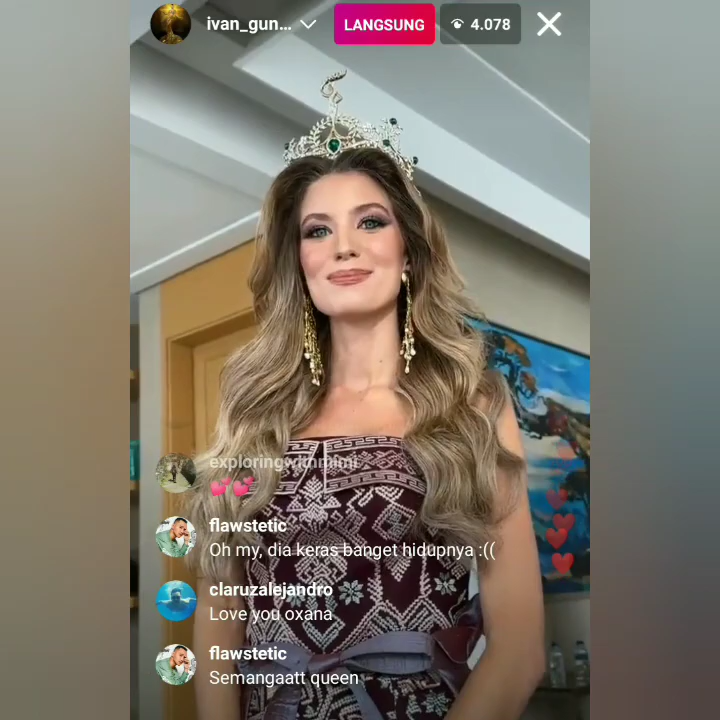 ivan_gun...
LANGSUNG
4.078
exploringwithmimi
💕💕
flawstetic
Oh my, dia keras banget hidupnya :((
claruzalejandro
Love you oxana
flawstetic
Semangaatt queen